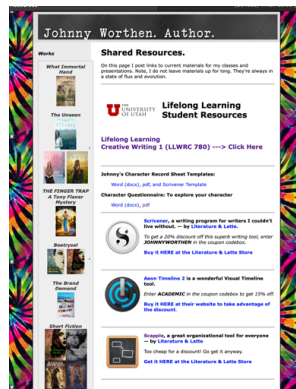 Johnny Worthen. Author.
Works
What Immortal
Hand
The Unseen
THE FINGER TRAP
A Tony Flaner
Mystery
Beatrysel
The Brand
Demand
Short Fiction
Shared Resources.
On this page I post links to current materials for my classes and
presentations. Note, I do not leave materials up for long. They're always in
a state of flux and evolution.
THE
UNIVERSITY
OF UTAH
Lifelong Learning
Student Resources
Lifelong Learning
Creative Writing 1 (LLWRC 780) ---> Click Here
Johnny's Character Record Sheet Templates:
Word (docx), pdf, and Scrivener Template
Character Questionnaire: To explore your character
Word (docx), pdf
Scrivener, a writing program for writers I couldn't
live without. — by Literature & Latte.
To get a 20% discount off this superb writing tool, enter
JOHNNYWORTHEN in the coupon codebox.
Buy it HERE at the Literature & Latte Store
Aeon Timeline 2 is a wonderful Visual Timeline
tool.
Enter ACADEMIC in the coupon codebox to get 15% off.
Buy it HERE at their website to take advantage of
the discount.
Scapple, a great organizational tool for everyone
— by Literature & Latte
Too cheap for a discount! Go get it anyway.
Get it HERE at the Literature & Latte Store